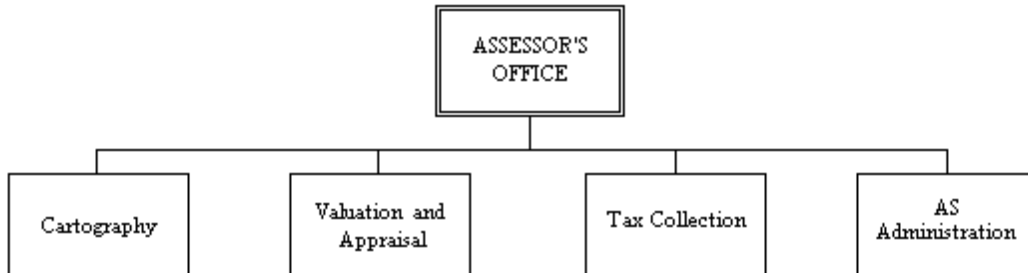 ASSESSOR'S
OFFICE
Cartography
Valuation and
Appraisal
Tax Collection
AS
Administration